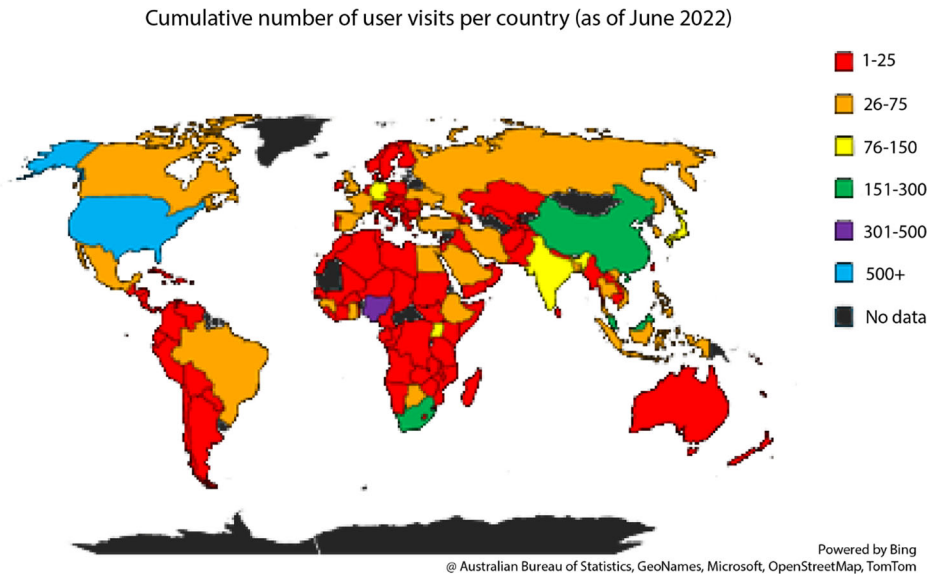 Cumulative number of user visits per country (as of June 2022)
1-25
26-75
76-150
151-300
301-500
500+
No data
Powered by Bing
@ Australian Bureau of Statistics, GeoNames, Microsoft, OpenStreetMap, TomTom